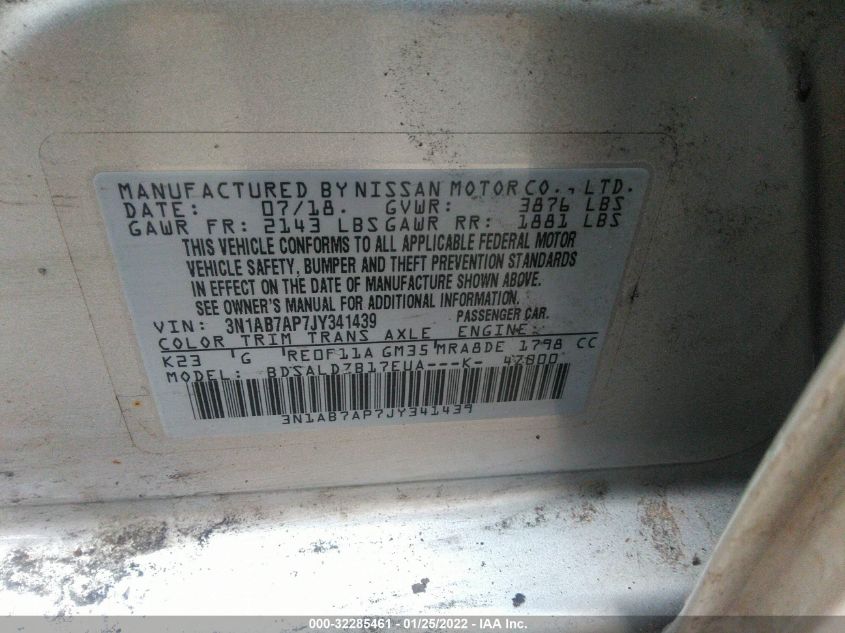 MANUFACTURED BY NISSAN MOTOR CO., LTD.
DATE: 07/18. GVWR: 3876 LBS
GAWR FR: 2143 LBS GAWR RR: 1881 LBS
THIS VEHICLE CONFORMS TO ALL APPLICABLE FEDERAL MOTOR
VEHICLE SAFETY, BUMPER AND THEFT PREVENTION STANDARDS
IN EFFECT ON THE DATE OF MANUFACTURE SHOWN ABOVE.
SEE OWNER'S MANUAL FOR ADDITIONAL INFORMATION.
VIN: 3N1AB7AP7JY341439 PASSENGER CAR.
COLOR TRIM TRANS AXLE ENGINE:
K23 G RE0F11A GM35 MRA8DE 1798 CC
MODEL: BDSALD7B17EUA---K- 47800
3N1AB7AP7JY341439
000-32285461 - 01/25/2022 - IAA Inc.